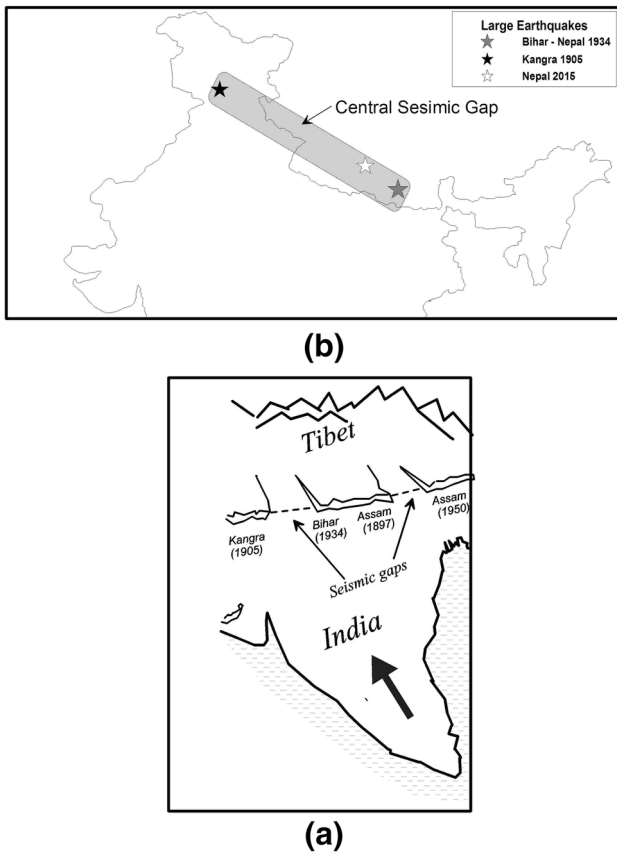 Large Earthquakes
Bihar - Nepal 1934
Kangra 1905
Nepal 2015
Central Sesimic Gap
(b)
Tibet
Kangra
(1905)
Bihar
(1934)
Assam
(1897)
Assam
(1950)
Seismic gaps
India
(a)